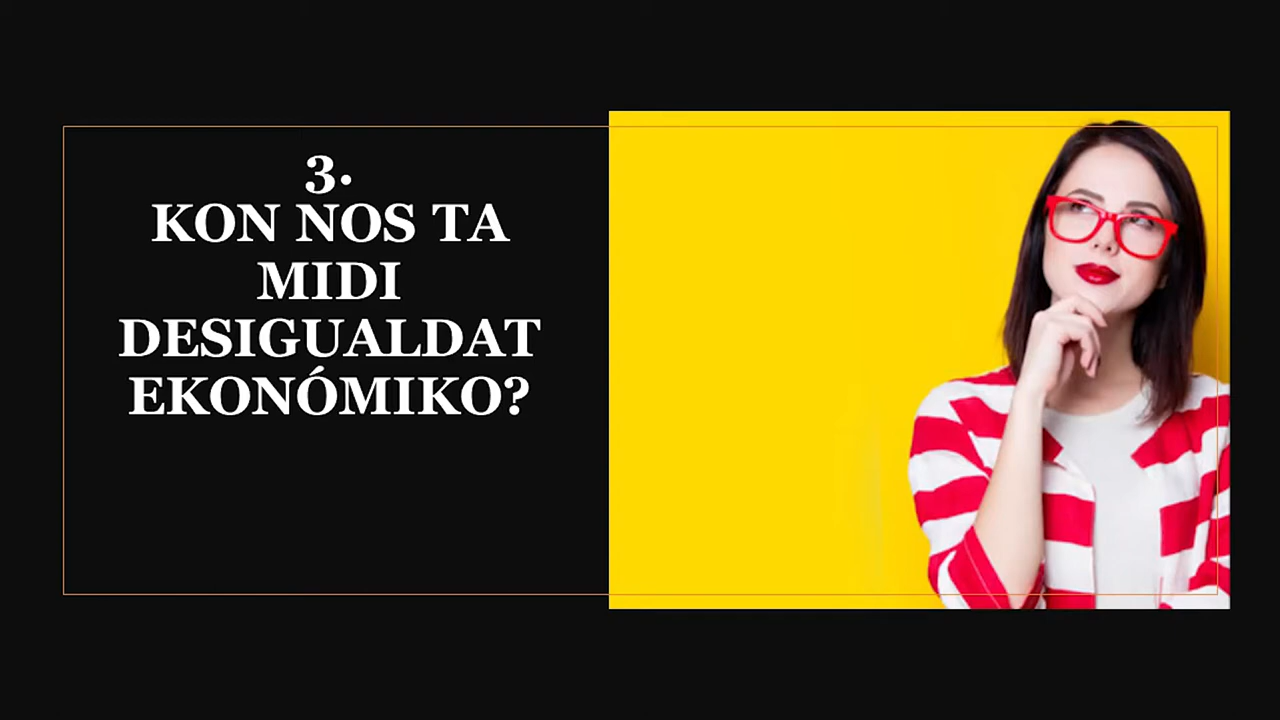 3.
KON NOS TA
MIDI
DESIGUALDAT
EKONÓMIKO?